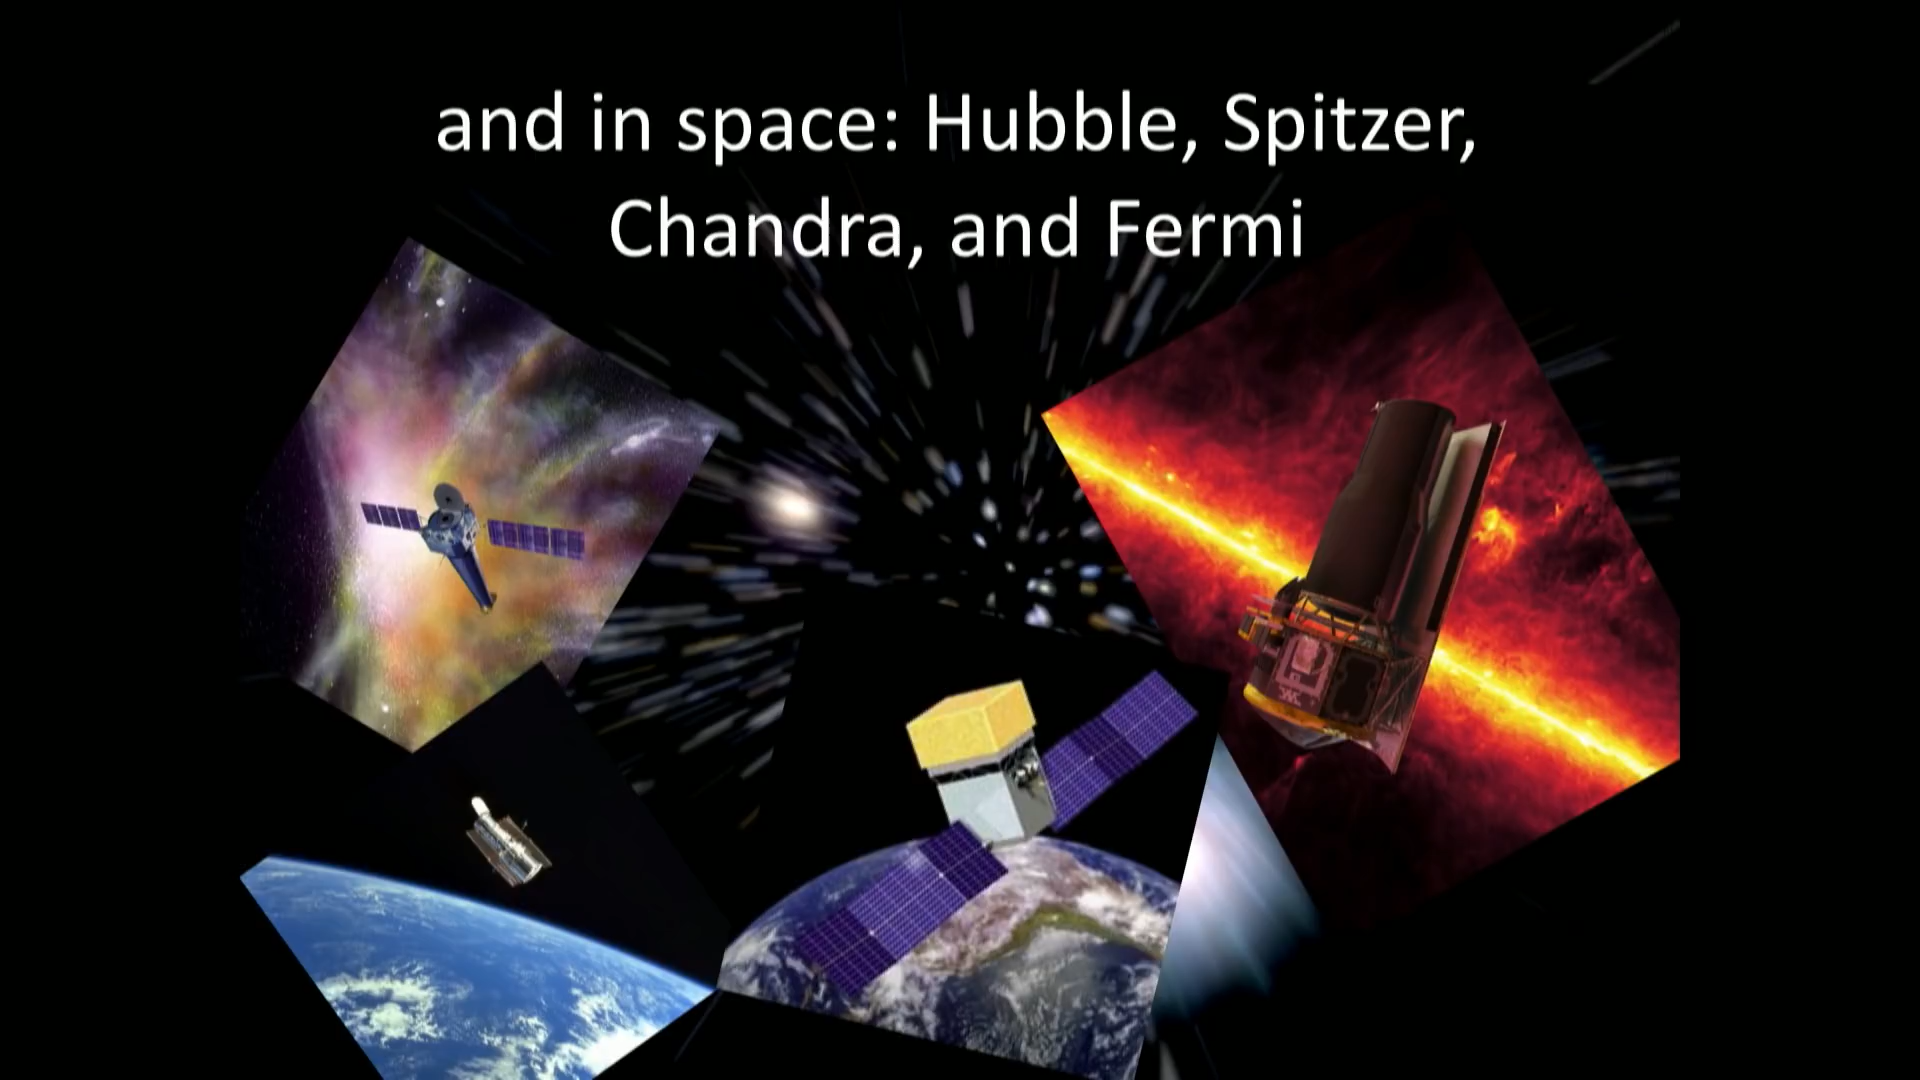 and in space: Hubble, Spitzer,
Chandra, and Fermi